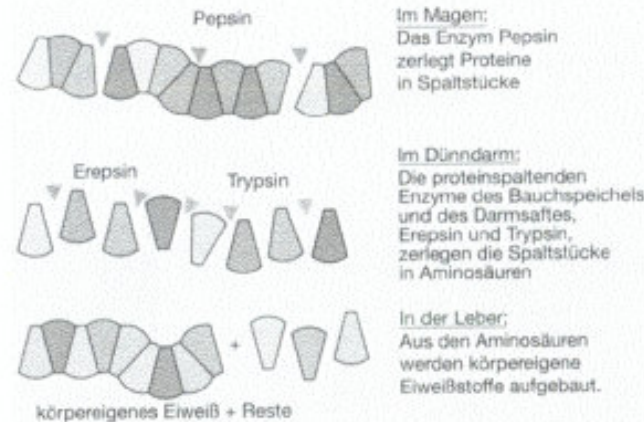 Pepsin
Im Magen:
Das Enzym Pepsin
zerlegt Proteine
in Spaltstücke
Erepsin
Trypsin
Im Dünndarm:
Die proteinspaltenden
Enzyme des Bauchspeichels
und des Darmsaftes,
Erepsin und Trypsin,
zerlegen die Spaltstücke
in Aminosäuren
+
In der Leber:
Aus den Aminosäuren
werden körpereigene
Eiweißstoffe aufgebaut.
körpereigenes Eiweiß + Reste